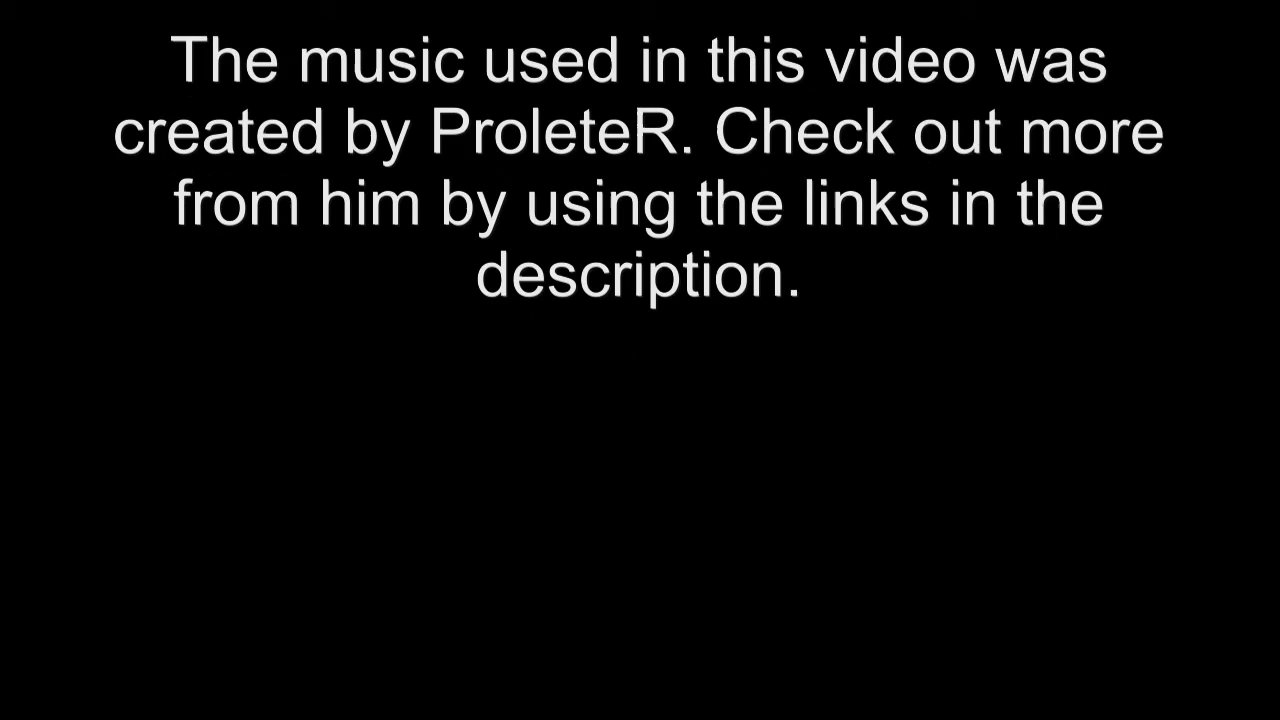 The music used in this video was
created by ProleteR. Check out more
from him by using the links in the
description.